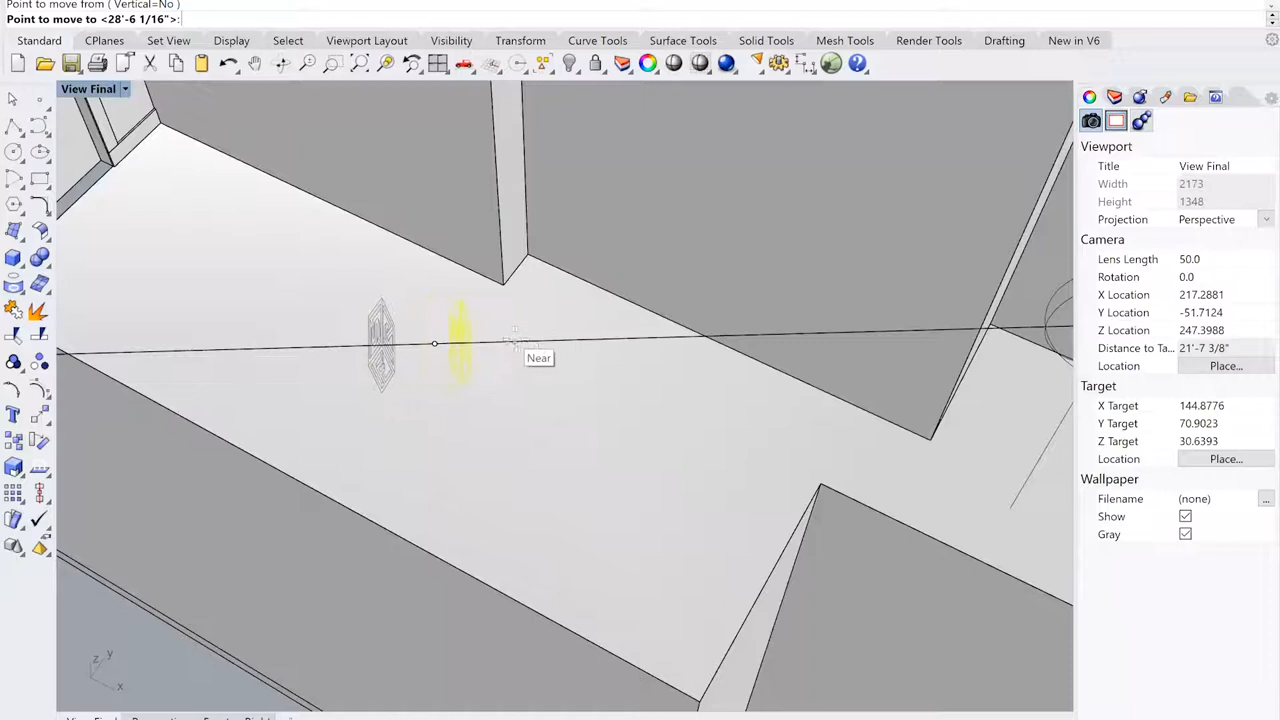 Point to move from ( Vertical=No )
Point to move to <28'-6 1/16">:
Standard CPlanes Set View Display Select Viewport Layout Visibility Transform Curve Tools Surface Tools Solid Tools Mesh Tools Render Tools Drafting New in V6
View Final
Viewport
Title View Final
Width 2173
Height 1348
Projection Perspective
Camera
Lens Length 50.0
Rotation 0.0
X Location 217.2881
Y Location -51.7124
Z Location 247.3988
Distance to Ta... 21'-7 3/8"
Location Place...
Target
X Target 144.8776
Y Target 70.9023
Z Target 30.6393
Location Place...
Wallpaper
Filename (none) ...
Show
Gray
Near
z y
x